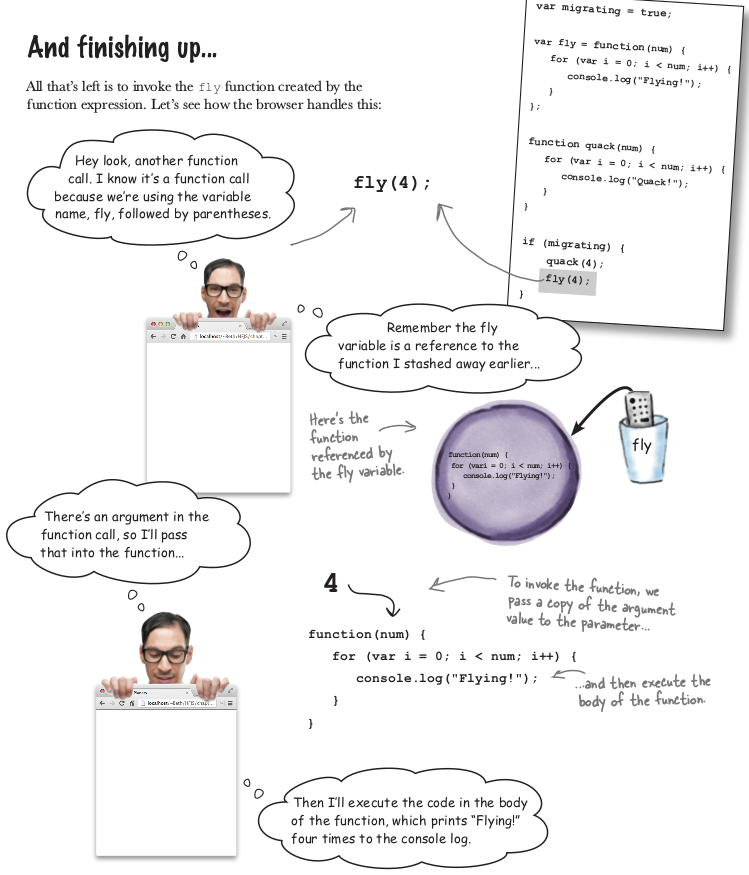 And finishing up...
All that's left is to invoke the fly function created by the
function expression. Let's see how the browser handles this:
var migrating = true;
var fly = function(num) {
for (var i = 0; i < num; i++) {
console.log("Flying!");
}
};
function quack(num) {
for (var i = 0; i < num; i++) {
console.log("Quack!");
}
}
if (migrating) {
quack(4);
fly(4);
}
Hey look, another function
call. I know it's a function call
because we're using the variable
name, fly, followed by parentheses.
fly(4);
localhost/~Beth/HFJS/chapt...
Remember the fly
variable is a reference to the
function I stashed away earlier...
Here's the
function
referenced by
the fly variable.
function(num) {
for (vari = 0; i < num; i++) {
console.log("Flying!");
}
}
fly
There's an argument in the
function call, so I'll pass
that into the function...
4
To invoke the function, we
pass a copy of the argument
value to the parameter...
function(num) {
for (var i = 0; i < num; i++) {
console.log("Flying!");
}
}
...and then execute the
body of the function.
localhost/~Beth/HFJS/chapt...
Then I'll execute the code in the body
of the function, which prints "Flying!"
four times to the console log.